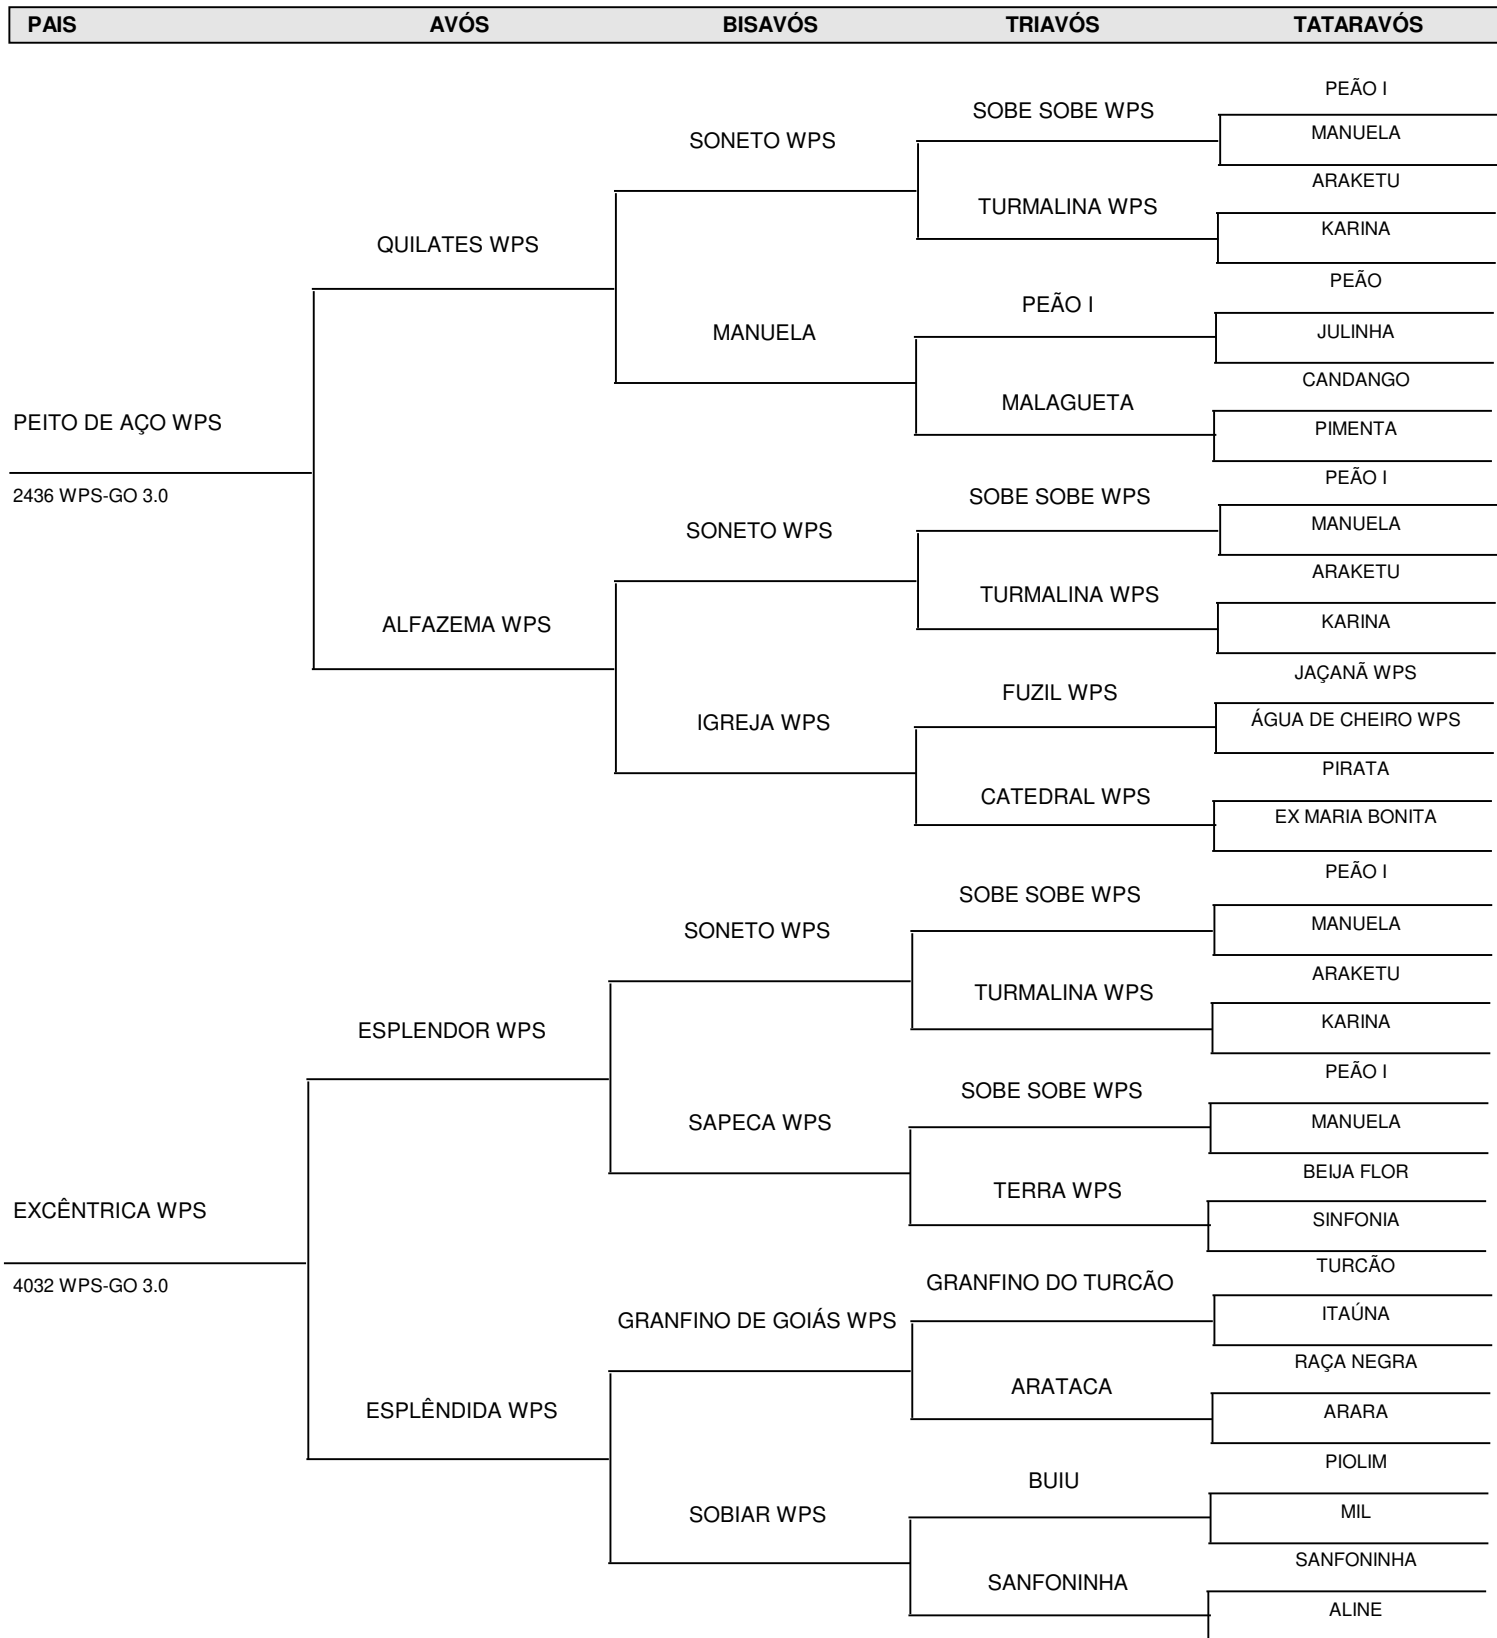 PAIS AVÓS BISAVÓS TRIAVÓS TATARAVÓS
PEÃO I
SOBE SOBE WPS
MANUELA
SONETO WPS
ARAKETU
TURMALINA WPS
KARINA
QUILATES WPS
PEÃO
PEÃO I
JULINHA
MANUELA
CANDANGO
MALAGUETA
PIMENTA
PEITO DE AÇO WPS
2436 WPS-GO 3.0
PEÃO I
SOBE SOBE WPS
MANUELA
SONETO WPS
ARAKETU
TURMALINA WPS
KARINA
ALFAZEMA WPS
JAÇANÃ WPS
FUZIL WPS
ÁGUA DE CHEIRO WPS
IGREJA WPS
PIRATA
CATEDRAL WPS
EX MARIA BONITA
PEÃO I
SOBE SOBE WPS
MANUELA
SONETO WPS
ARAKETU
TURMALINA WPS
KARINA
ESPLENDOR WPS
PEÃO I
SOBE SOBE WPS
MANUELA
SAPECA WPS
BEIJA FLOR
TERRA WPS
SINFONIA
EXCÊNTRICA WPS
4032 WPS-GO 3.0
TURCÃO
GRANFINO DO TURCÃO
ITAÚNA
GRANFINO DE GOIÁS WPS
RAÇA NEGRA
ARATACA
ARARA
ESPLÊNDIDA WPS
PIOLIM
BUIU
MIL
SOBIAR WPS
SANFONINHA
SANFONINHA
ALINE